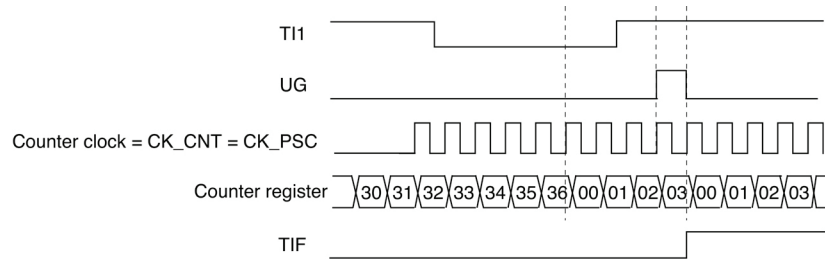 TI1
UG
Counter clock = CK_CNT = CK_PSC
Counter register 30 31 32 33 34 35 36 00 01 02 03 00 01 02 03
TIF